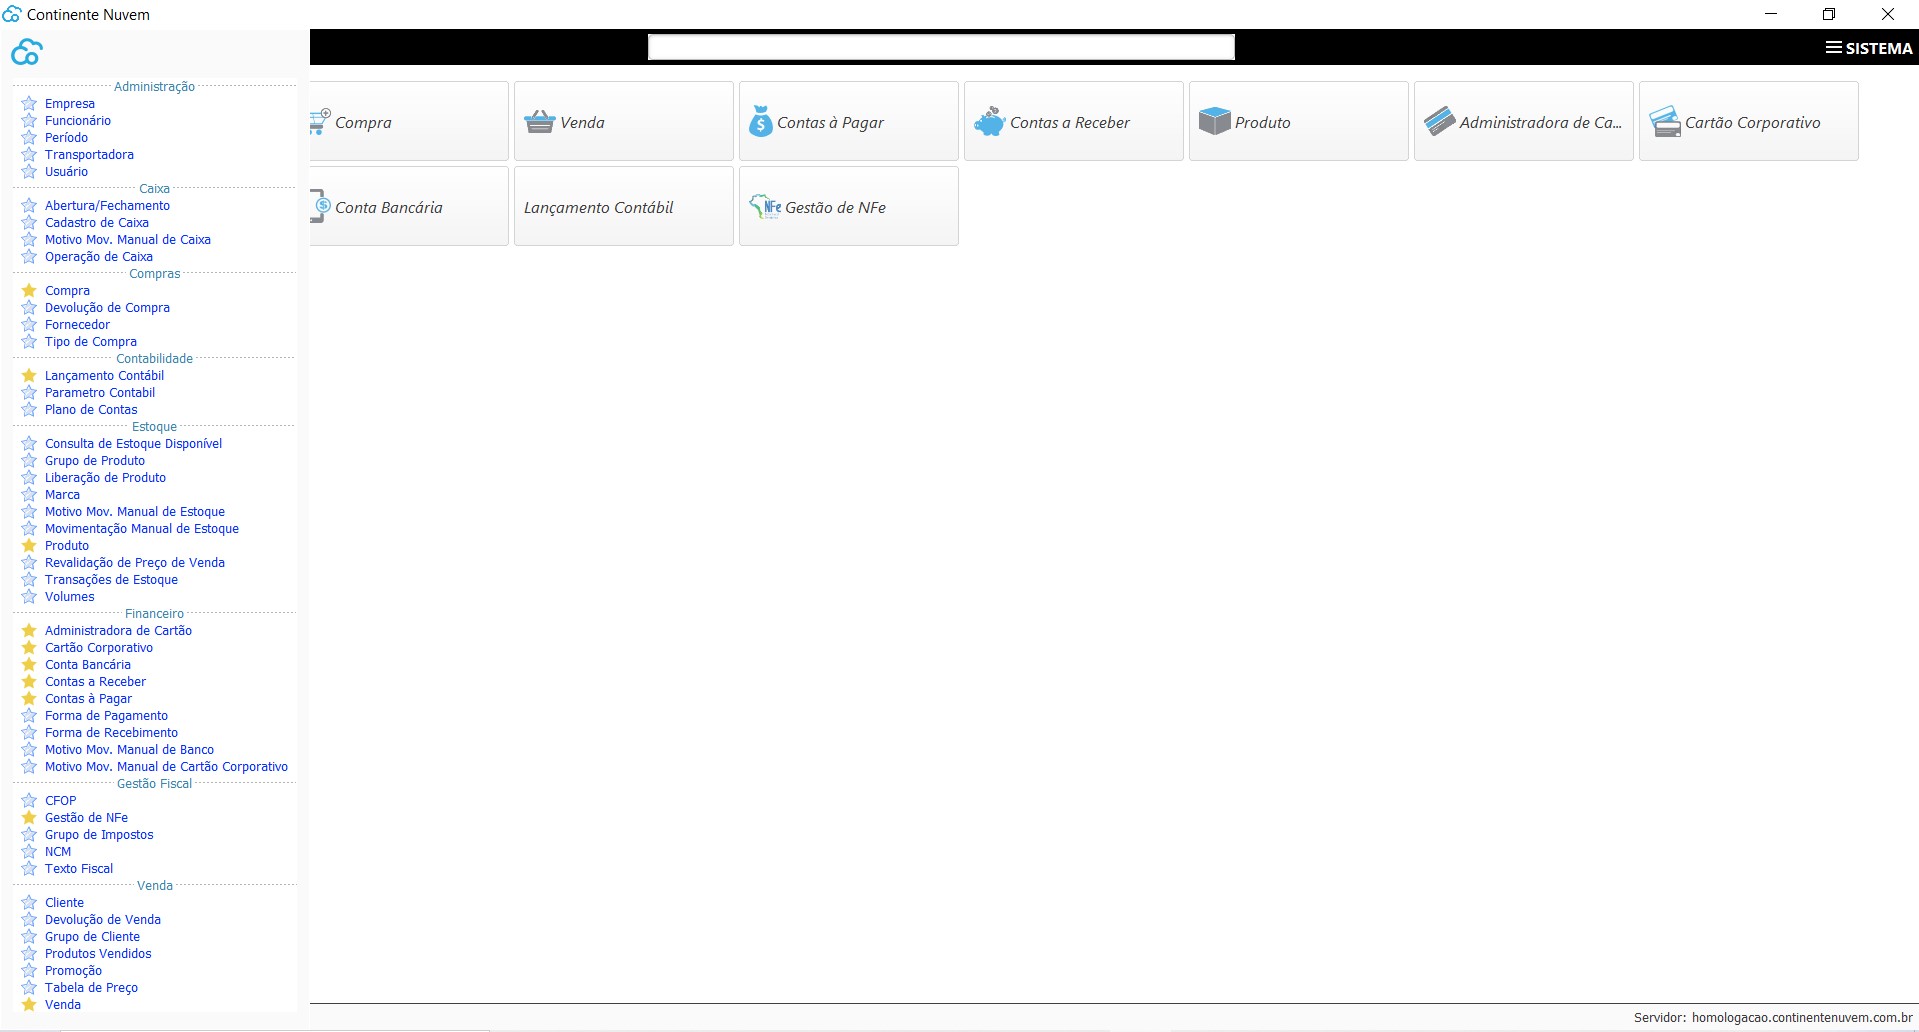 Continente Nuvem
SISTEMA
Administração
Empresa
Funcionário
Período
Transportadora
Usuário
Caixa
Abertura/Fechamento
Cadastro de Caixa
Motivo Mov. Manual de Caixa
Operação de Caixa
Compras
Compra
Devolução de Compra
Fornecedor
Tipo de Compra
Contabilidade
Lançamento Contábil
Parametro Contabil
Plano de Contas
Estoque
Consulta de Estoque Disponível
Grupo de Produto
Liberação de Produto
Marca
Motivo Mov. Manual de Estoque
Movimentação Manual de Estoque
Produto
Revalidação de Preço de Venda
Transações de Estoque
Volumes
Financeiro
Administradora de Cartão
Cartão Corporativo
Conta Bancária
Contas a Receber
Contas à Pagar
Forma de Pagamento
Forma de Recebimento
Motivo Mov. Manual de Banco
Motivo Mov. Manual de Cartão Corporativo
Gestão Fiscal
CFOP
Gestão de NFe
Grupo de Impostos
NCM
Texto Fiscal
Venda
Cliente
Devolução de Venda
Grupo de Cliente
Produtos Vendidos
Promoção
Tabela de Preço
Venda
Compra
Venda
Contas à Pagar
Contas a Receber
Produto
Administradora de Ca...
Cartão Corporativo
Conta Bancária
Lançamento Contábil
NFe
Gestão de NFe
Servidor: homologacao.continentenuvem.com.br